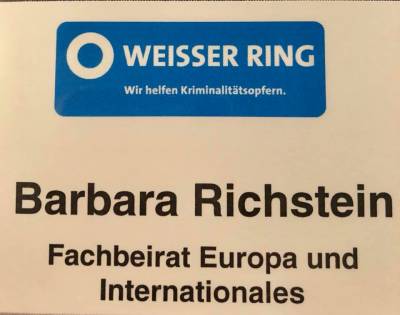 WEISSER RING
Wir helfen Kriminalitätsopfern.
Barbara Richstein
Fachbeirat Europa und
Internationales